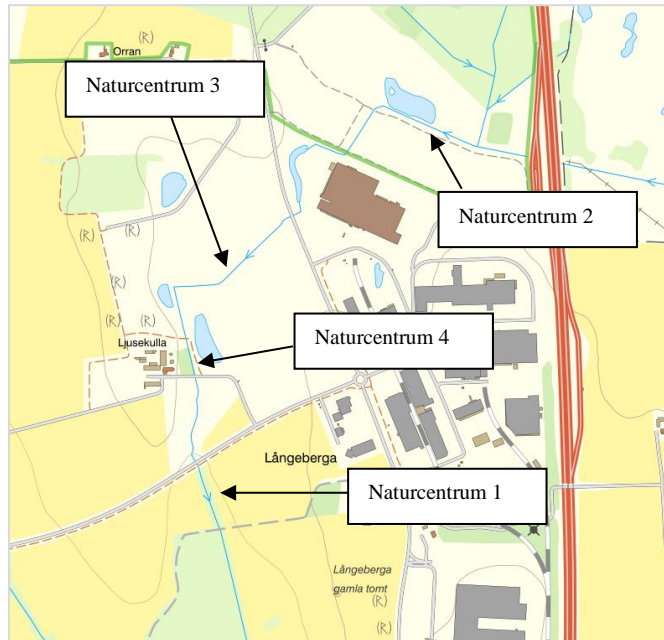 (R)
Orran
Naturcentrum 3
Naturcentrum 2
(R)
(R)
(R)
(R)
(R)
Naturcentrum 4
Ljusekulla
Långeberga
Naturcentrum 1
Långeberga
gamla tomt
(R)
(R)